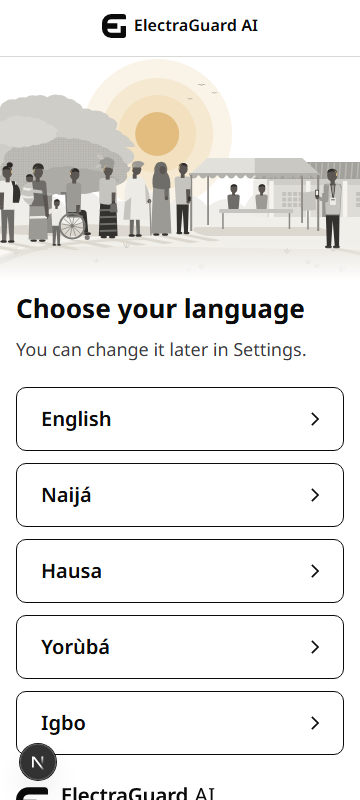 ElectraGuard AI
Choose your language
You can change it later in Settings.
English
Naijá
Hausa
Yorùbá
Igbo
N
ElectraGuard AI